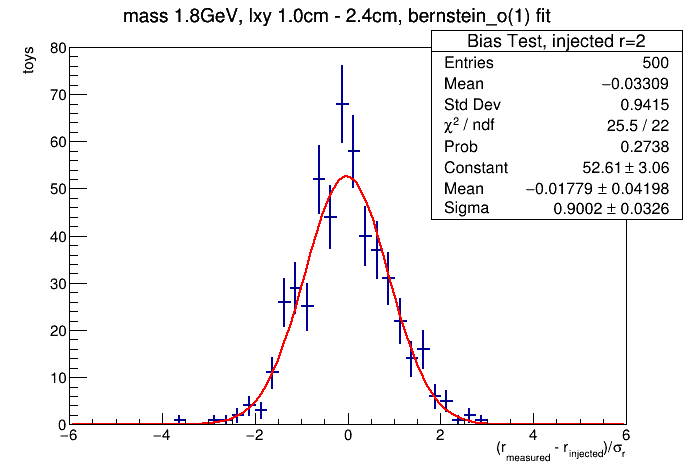 mass 1.8GeV, lxy 1.0cm - 2.4cm, bernstein_o(1) fit
toys
Bias Test, injected r=2
Entries 500
Mean −0.03309
Std Dev 0.9415
χ² / ndf 25.5 / 22
Prob 0.2738
Constant 52.61 ± 3.06
Mean −0.01779 ± 0.04198
Sigma 0.9002 ± 0.0326
80
70
60
50
40
30
20
10
0
−6 −4 −2 0 2 4 6
(r_measured - r_injected)/σ_r